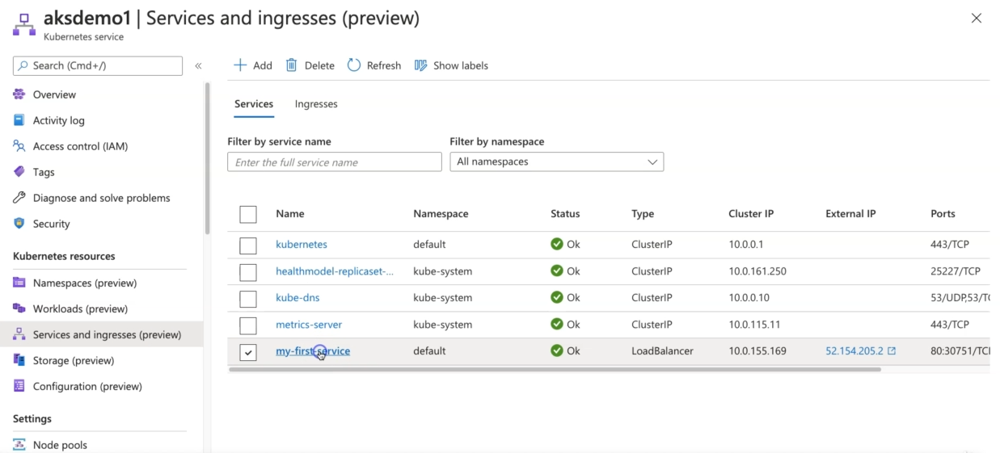 aksdemo1 | Services and ingresses (preview)
Kubernetes service
Search (Cmd+/)
«
Overview
Activity log
Access control (IAM)
Tags
Diagnose and solve problems
Security
Kubernetes resources
Namespaces (preview)
Workloads (preview)
Services and ingresses (preview)
Storage (preview)
Configuration (preview)
Settings
Node pools
Add Delete Refresh Show labels
Services Ingresses
Filter by service name Filter by namespace
Enter the full service name All namespaces
Name Namespace Status Type Cluster IP External IP Ports
kubernetes default Ok ClusterIP 10.0.0.1 443/TCP
healthmodel-replicaset-... kube-system Ok ClusterIP 10.0.161.250 25227/TCP
kube-dns kube-system Ok ClusterIP 10.0.0.10 53/UDP,53/TC
metrics-server kube-system Ok ClusterIP 10.0.115.11 443/TCP
my-first-service default Ok LoadBalancer 10.0.155.169 52.154.205.2 80:30751/TCP